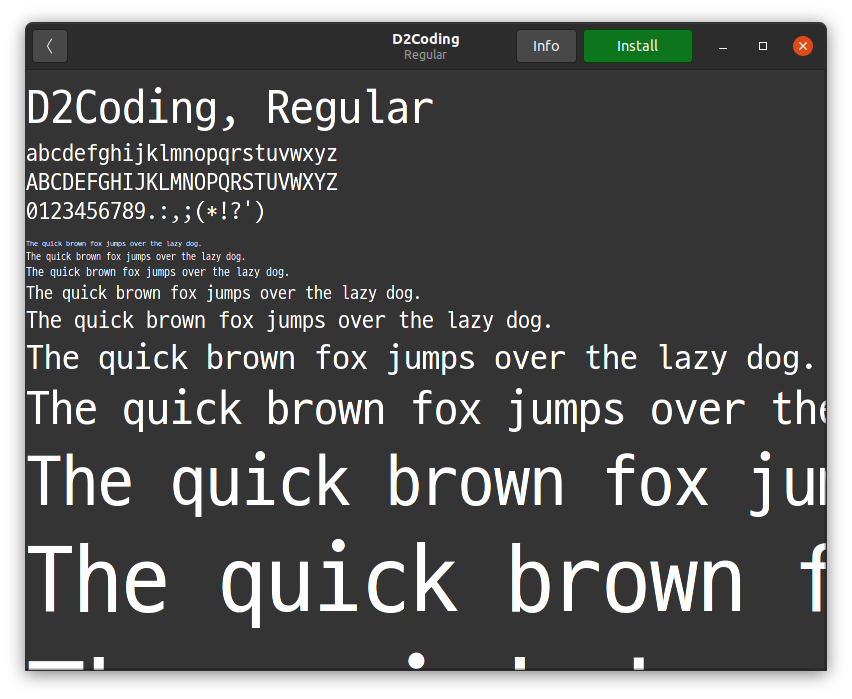 D2Coding
Regular
Info
Install
D2Coding, Regular
abcdefghijklmnopqrstuvwxyz
ABCDEFGHIJKLMNOPQRSTUVWXYZ
0123456789.:,;(*!?')
The quick brown fox jumps over the lazy dog.
The quick brown fox jumps over the lazy dog.
The quick brown fox jumps over the lazy dog.
The quick brown fox jumps over the lazy dog.
The quick brown fox jumps over the lazy dog.
The quick brown fox jumps over the lazy dog.
The quick brown fox jumps over the
The quick brown fox ju
The quick brown f